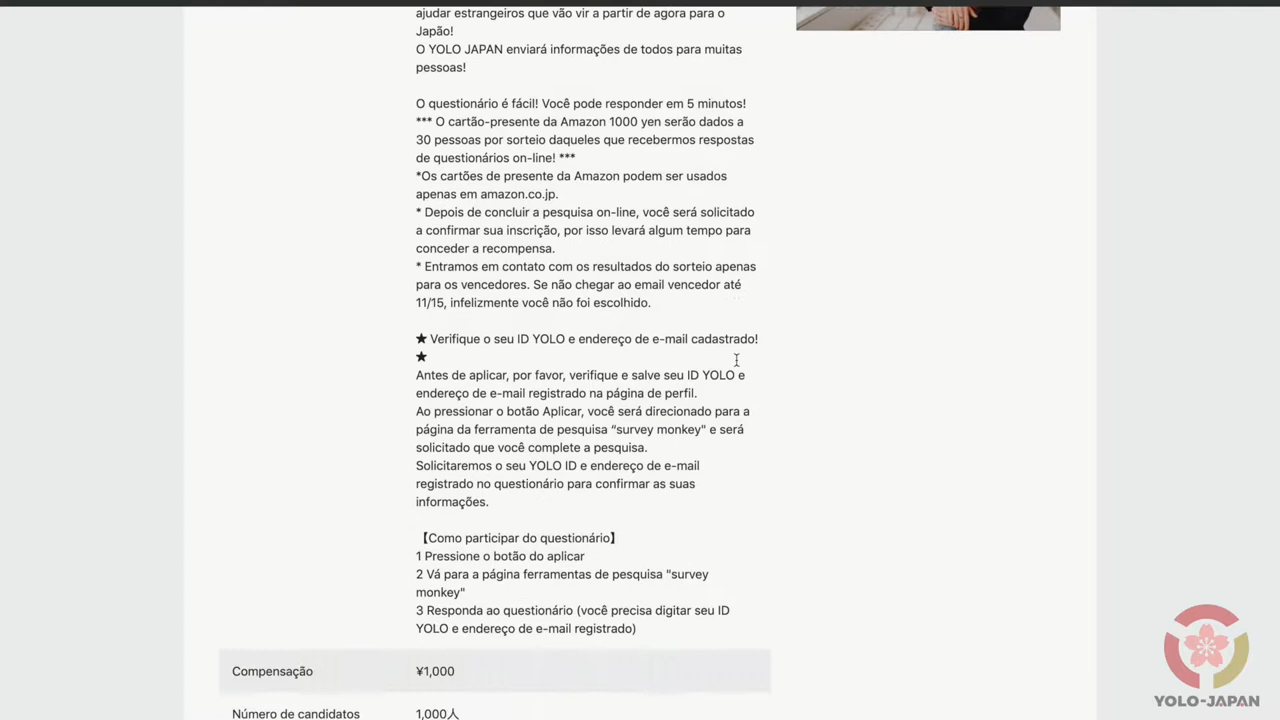 ajudar estrangeiros que vão vir a partir de agora para o
Japão!
O YOLO JAPAN enviará informações de todos para muitas
pessoas!
O questionário é fácil! Você pode responder em 5 minutos!
*** O cartão-presente da Amazon 1000 yen serão dados a
30 pessoas por sorteio daqueles que recebermos respostas
de questionários on-line! ***
*Os cartões de presente da Amazon podem ser usados
apenas em amazon.co.jp.
* Depois de concluir a pesquisa on-line, você será solicitado
a confirmar sua inscrição, por isso levará algum tempo para
conceder a recompensa.
* Entramos em contato com os resultados do sorteio apenas
para os vencedores. Se não chegar ao email vencedor até
11/15, infelizmente você não foi escolhido.
★ Verifique o seu ID YOLO e endereço de e-mail cadastrado!
★
Antes de aplicar, por favor, verifique e salve seu ID YOLO e
endereço de e-mail registrado na página de perfil.
Ao pressionar o botão Aplicar, você será direcionado para a
página da ferramenta de pesquisa “survey monkey" e será
solicitado que você complete a pesquisa.
Solicitaremos o seu YOLO ID e endereço de e-mail
registrado no questionário para confirmar as suas
informações.
【Como participar do questionário】
1 Pressione o botão do aplicar
2 Vá para a página ferramentas de pesquisa "survey
monkey"
3 Responda ao questionário (você precisa digitar seu ID
YOLO e endereço de e-mail registrado)
Compensação ¥1,000
Número de candidatos 1,000人
YOLO-JAPAN